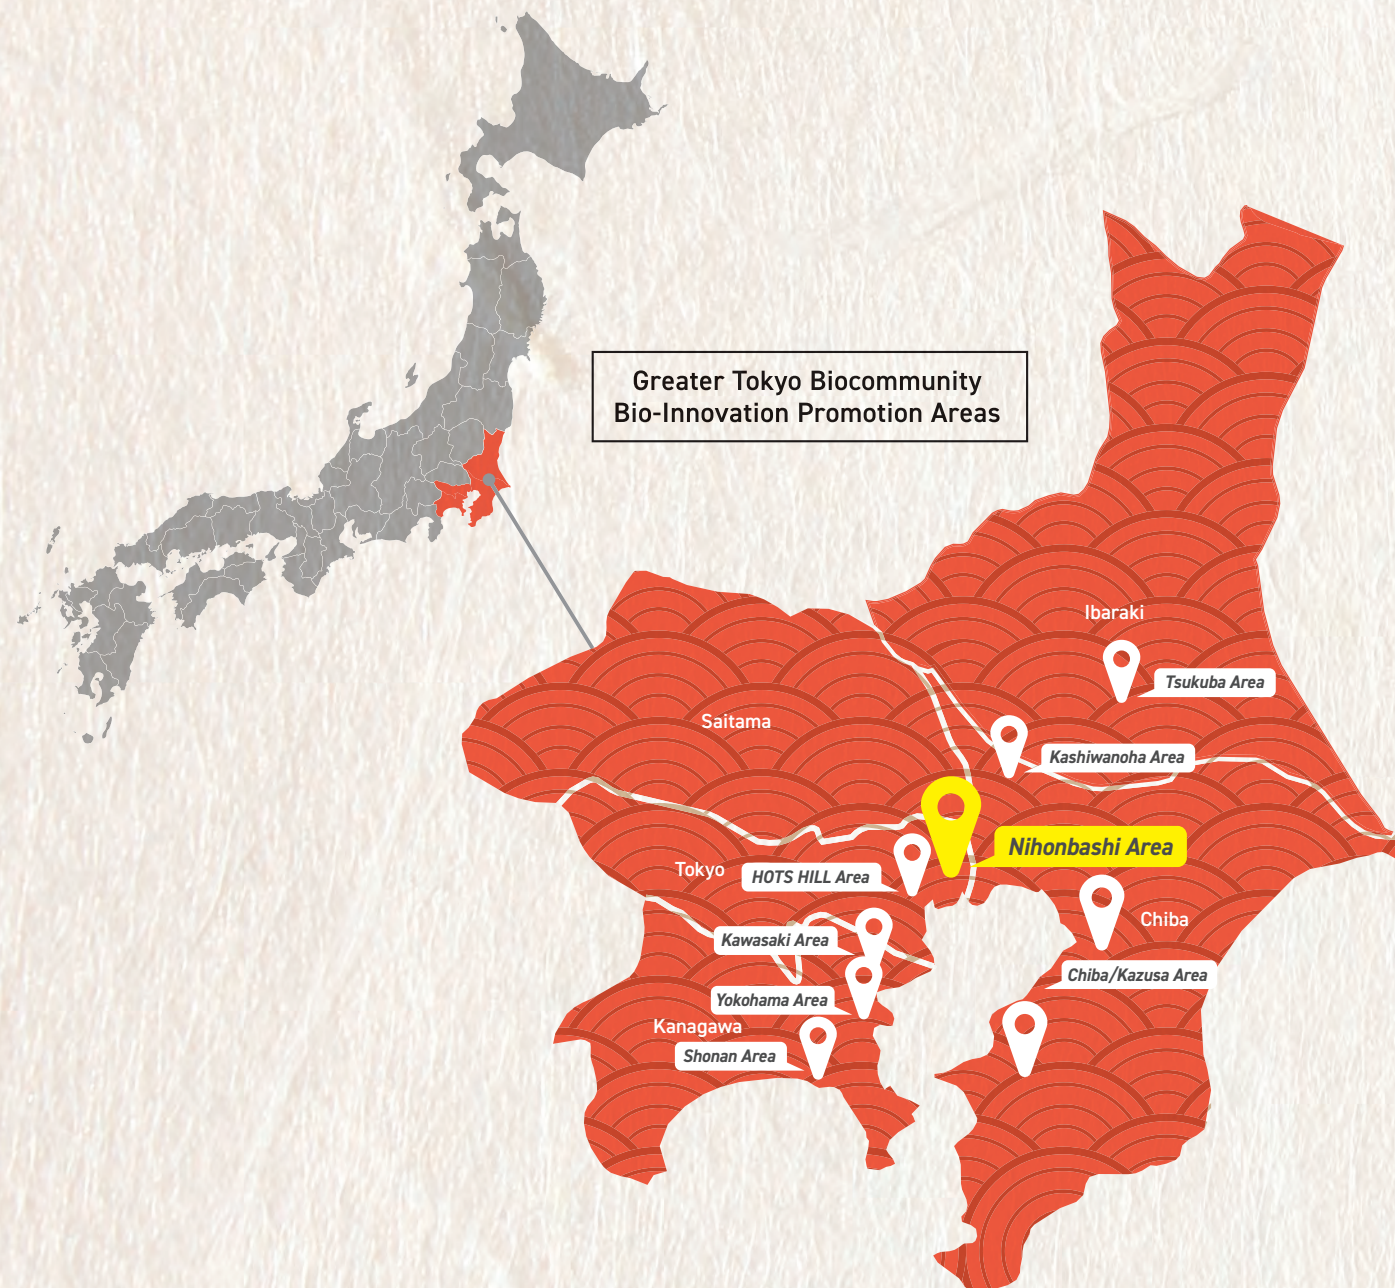 Greater Tokyo Biocommunity
Bio-Innovation Promotion Areas
Ibaraki
Tsukuba Area
Saitama
Kashiwanoha Area
Nihonbashi Area
Tokyo
HOTS HILL Area
Chiba
Kawasaki Area
Chiba/Kazusa Area
Yokohama Area
Kanagawa
Shonan Area